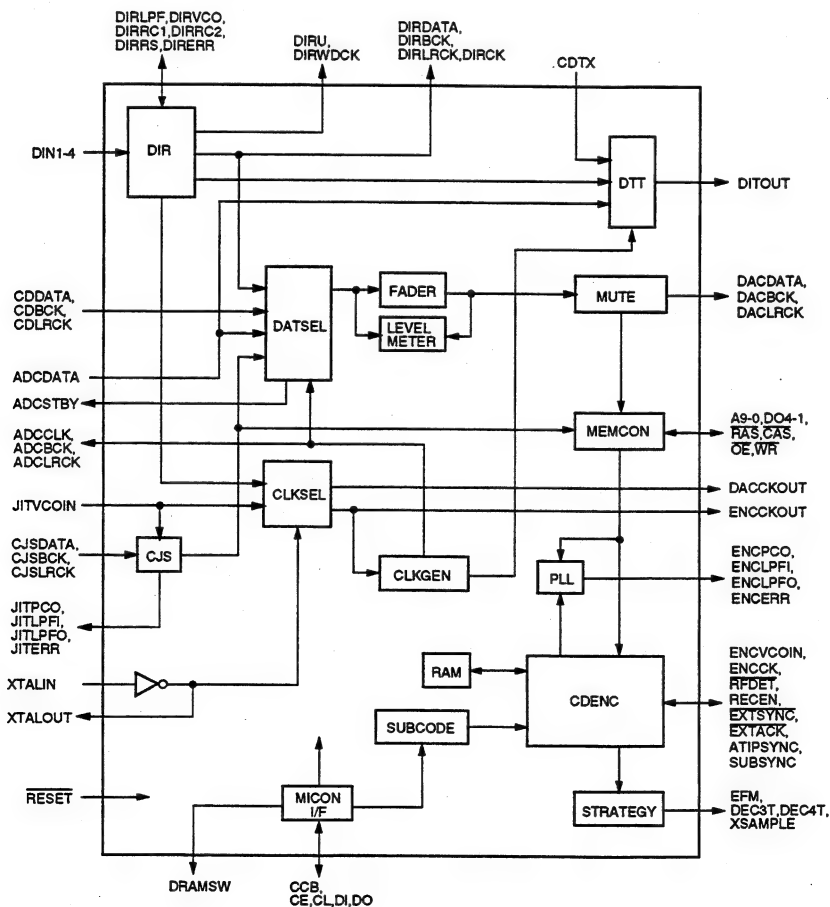 DIRLPF,DIRVCO,
DIRRC1,DIRRC2,
DIRRS,DIRERR
DIRU,
DIRWDCK
DIRDATA,
DIRBCK,
DIRLRCK,DIRCK
CDTX
DIN1-4
DIR
DTT
DITOUT
CDDATA,
CDBCK,
CDLRCK
DATSEL
FADER
LEVEL
METER
MUTE
DACDATA,
DACBCK,
DACLRCK
ADCDATA
ADCSTBY
ADCCLK,
ADCBCK,
ADCLRCK
MEMCON
A9-0,DO4-1,
RAS,CAS,
OE,WR
CLKSEL
DACCKOUT
ENCCKOUT
JITVCOIN
CJSDATA,
CJSBCK,
CJSLRCK
CJS
CLKGEN
PLL
ENCPCO,
ENCLPFI,
ENCLPFO,
ENCERR
JITPCO,
JITLPFI,
JITLPFO,
JITERR
XTALIN
XTALOUT
RAM
CDENC
ENCVCOIN,
ENCCK,
RFDET,
RECEN,
EXTSYNC,
EXTACK,
ATIPSYNC,
SUBSYNC
SUBCODE
RESET
MICON
I/F
STRATEGY
EFM,
DEC3T,DEC4T,
XSAMPLE
DRAMSW
CCB,
CE,CL,DI,DO